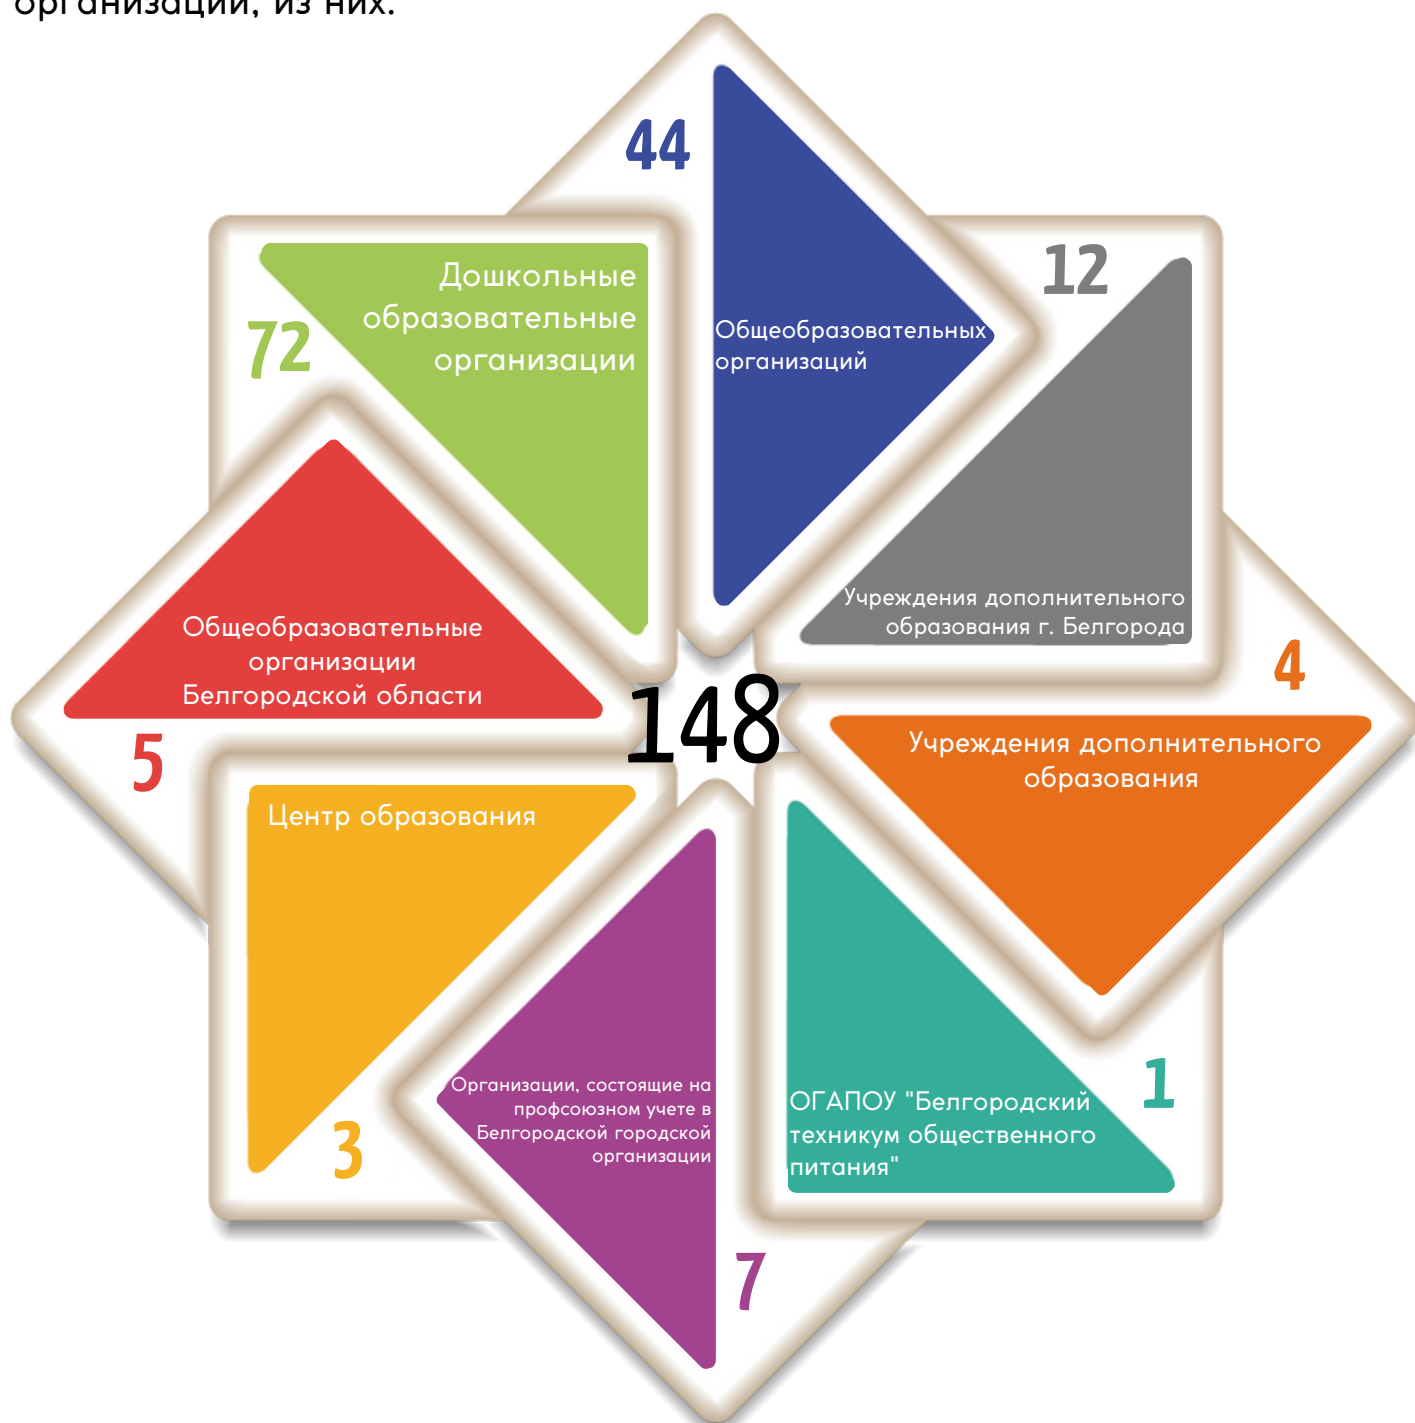 организаций, из них:
44
Общеобразовательных
организаций
12
Учреждения дополнительного
образования г. Белгорода
4
Учреждения дополнительного
образования
1
ОГАПОУ "Белгородский
техникум общественного
питания"
7
Организации, состоящие на
профсоюзном учете в
Белгородской городской
организации
3
Центр образования
5
Общеобразовательные
организации
Белгородской области
72
Дошкольные
образовательные
организации
148